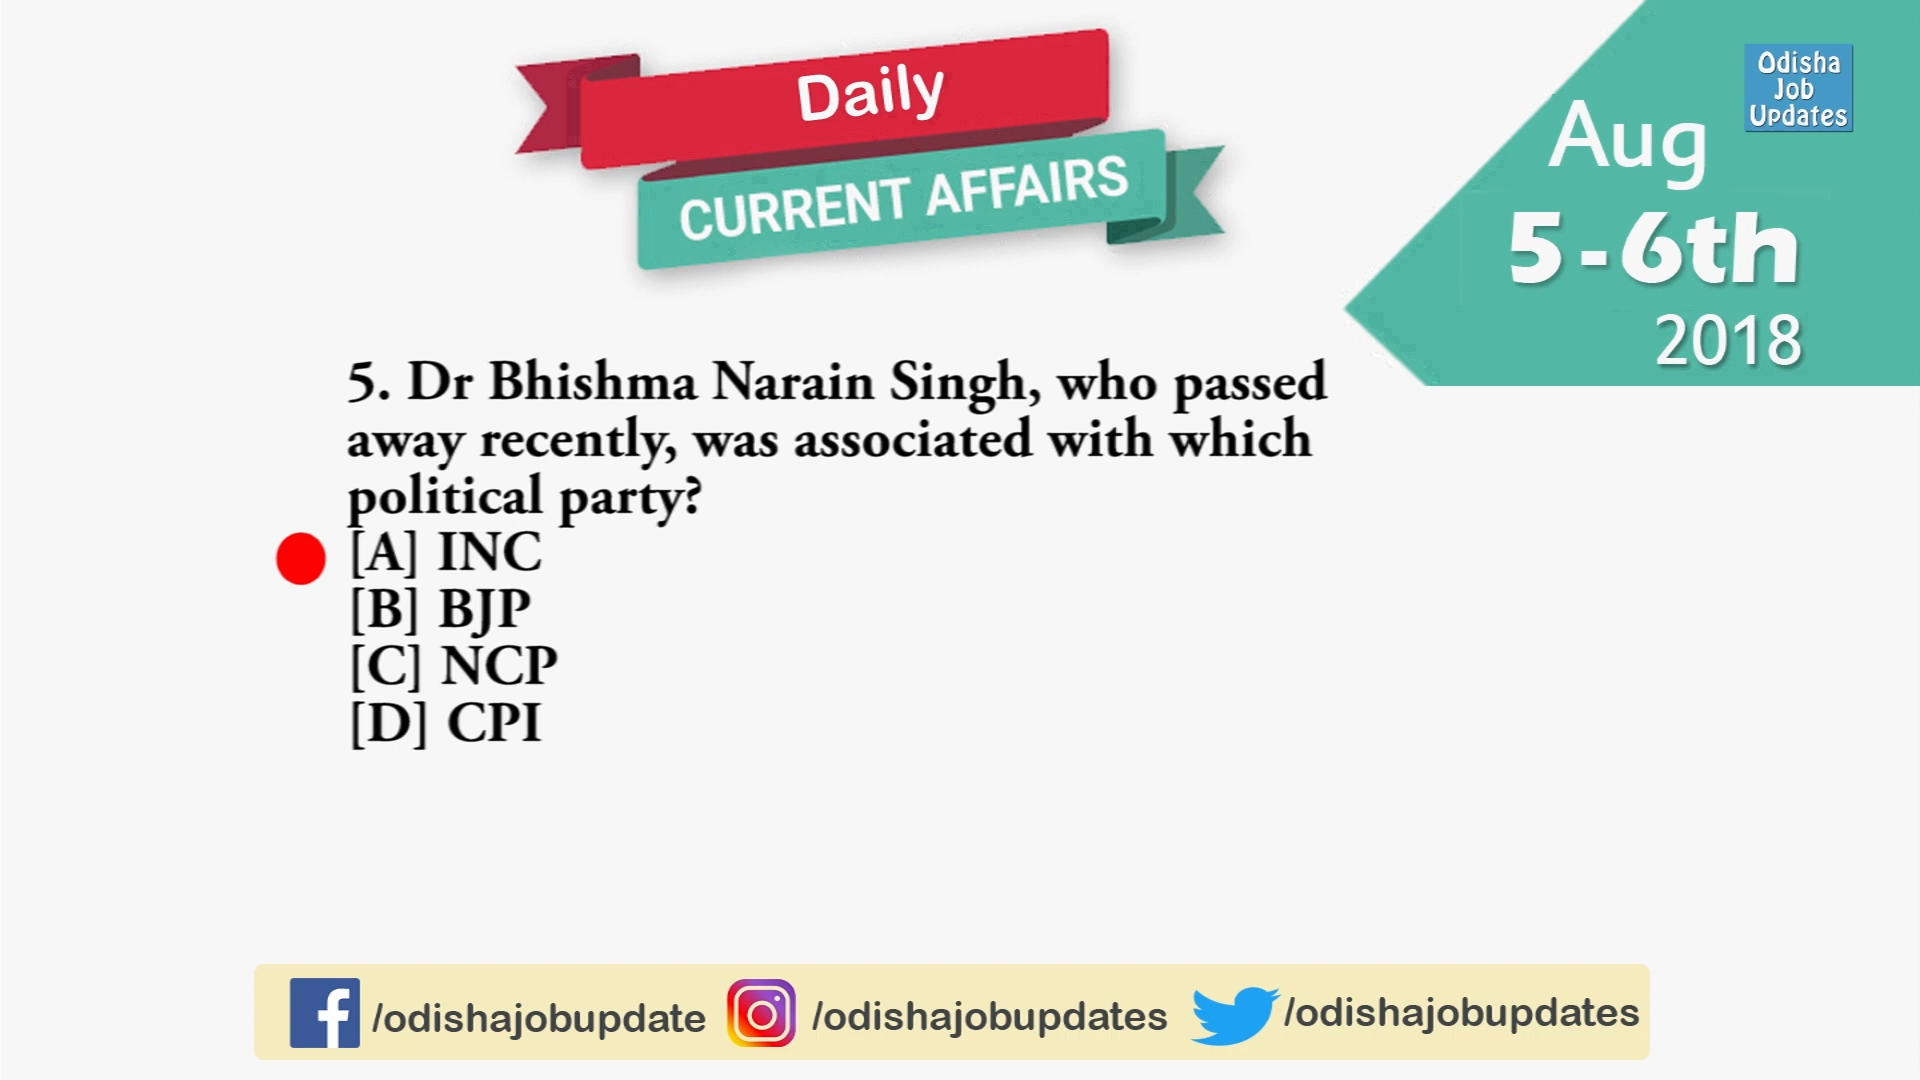 Daily
CURRENT AFFAIRS
Odisha
Job
Updates
Aug
5-6th
2018
5. Dr Bhishma Narain Singh, who passed
away recently, was associated with which
political party?
[A] INC
[B] BJP
[C] NCP
[D] CPI
/odishajobupdate /odishajobupdates /odishajobupdates